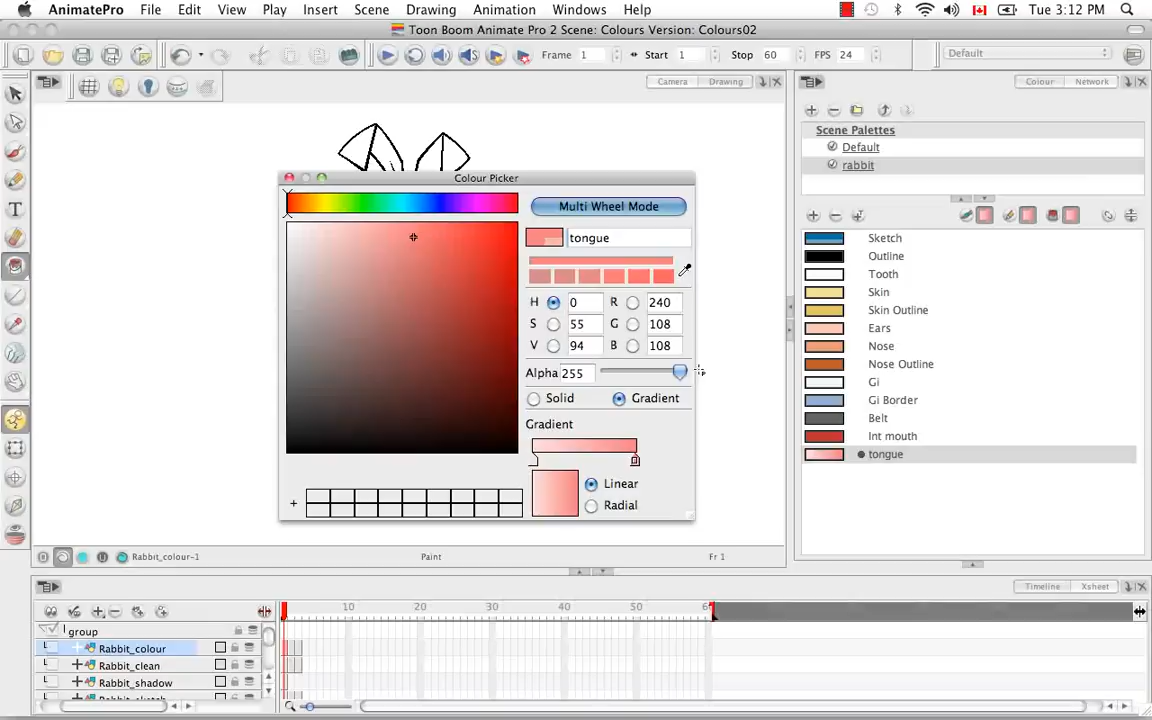 AnimatePro File Edit View Play Insert Scene Drawing Animation Windows Help Tue 3:12 PM
Toon Boom Animate Pro 2 Scene: Colours Version: Colours02
Frame 1 Start 1 Stop 60 FPS 24 Default
Camera Drawing
Colour Network
Scene Palettes
Default
rabbit
Colour Picker
Multi Wheel Mode
tongue
H 0 R 240
S 55 G 108
V 94 B 108
Alpha 255
Solid Gradient
Gradient
Linear
Radial
Sketch
Outline
Tooth
Skin
Skin Outline
Ears
Nose
Nose Outline
Gi
Gi Border
Belt
Int mouth
tongue
Rabbit_colour-1 Paint Fr 1
Timeline Xsheet
10 20 30 40 50
group
Rabbit_colour
Rabbit_clean
Rabbit_shadow